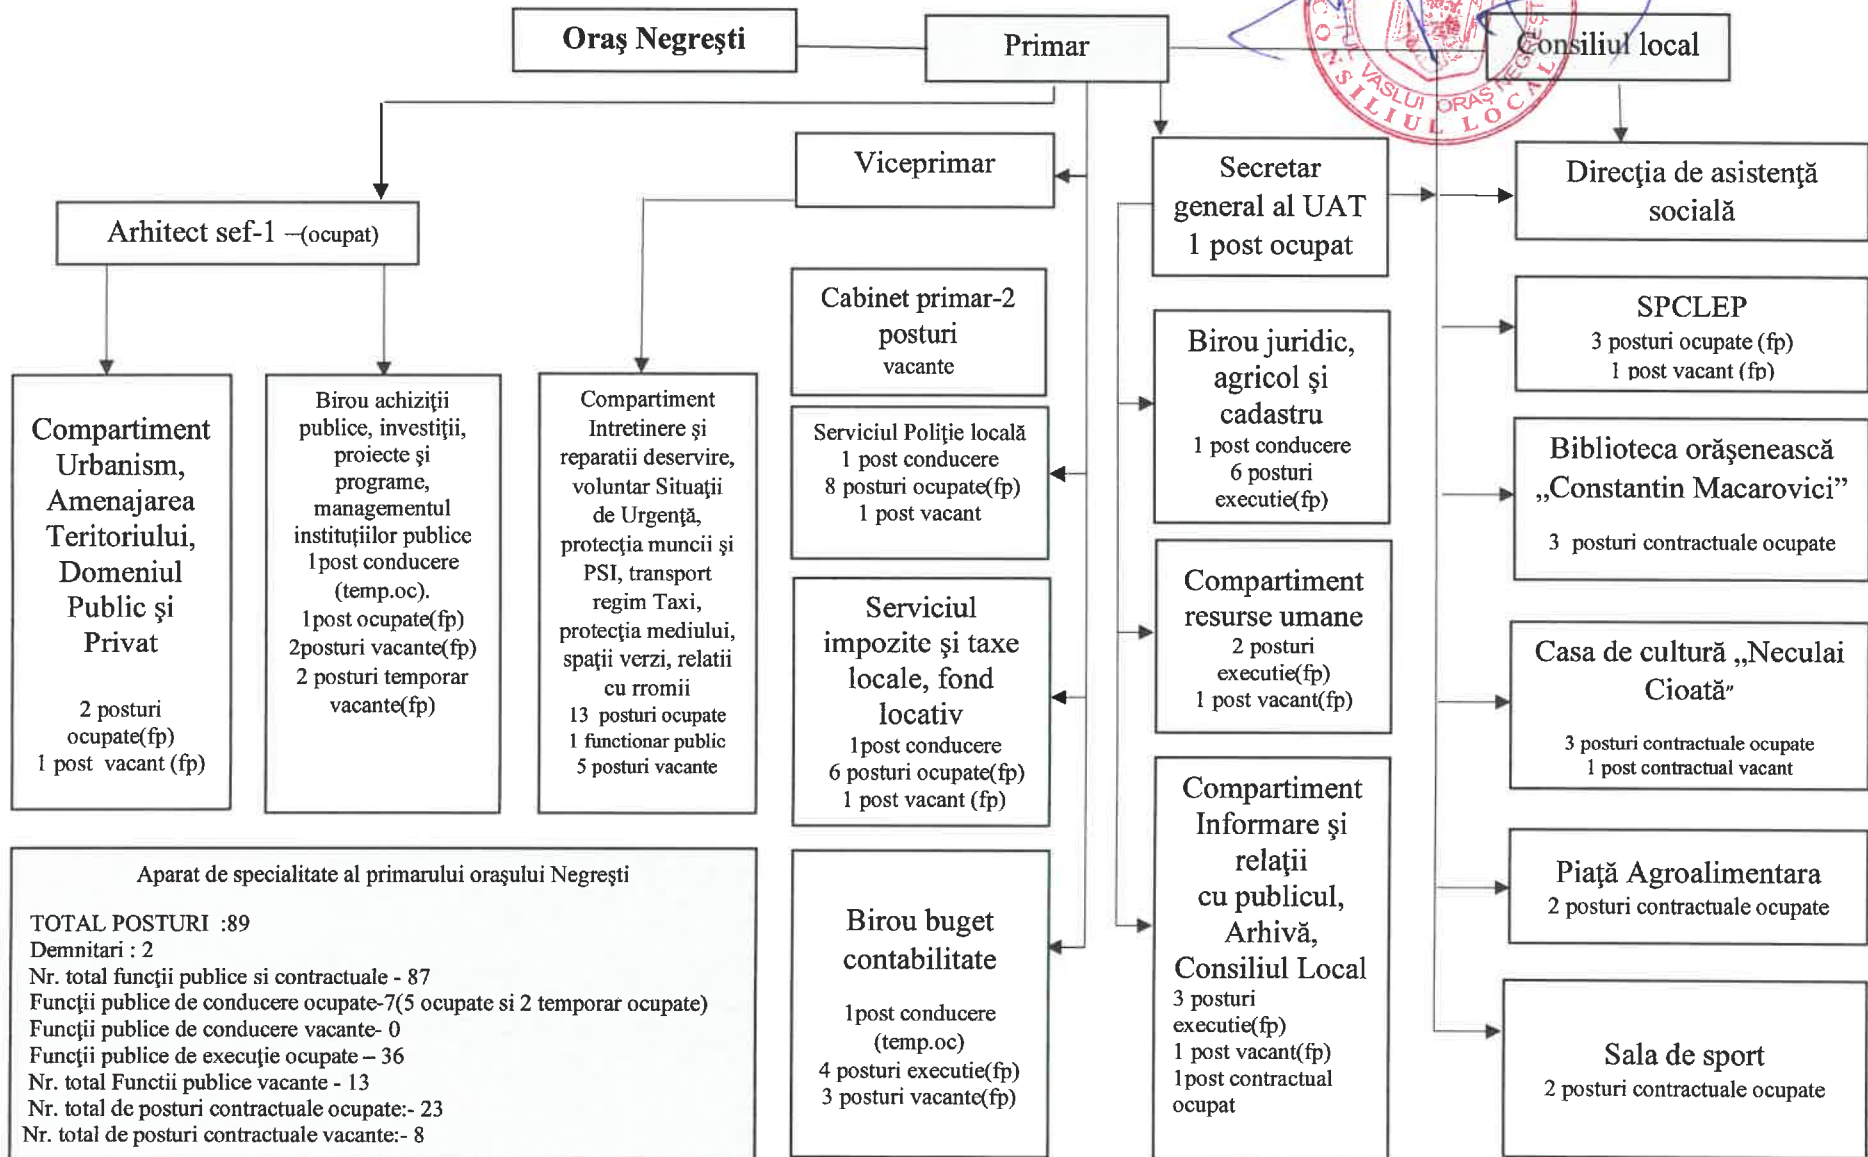 Oraş Negreşti
Primar
Consiliul local
VASLUI ORAŞ
CONSILIUL LOCAL
Viceprimar
Secretar
general al UAT
1 post ocupat
Direcţia de asistenţă
socială
Arhitect sef-1 –(ocupat)
Compartiment
Urbanism,
Amenajarea
Teritoriului,
Domeniul
Public şi
Privat
2 posturi
ocupate(fp)
1 post vacant (fp)
Birou achiziţii
publice, investiţii,
proiecte şi
programe,
managementul
instituţiilor publice
1post conducere
(temp.oc).
1post ocupate(fp)
2posturi vacante(fp)
2 posturi temporar
vacante(fp)
Compartiment
Intretinere şi
reparatii deservire,
voluntar Situaţii
de Urgenţă,
protecţia muncii şi
PSI, transport
regim Taxi,
protecţia mediului,
spaţii verzi, relatii
cu rromii
13 posturi ocupate
1 functionar public
5 posturi vacante
Cabinet primar-2
posturi
vacante
Serviciul Poliţie locală
1 post conducere
8 posturi ocupate(fp)
1 post vacant
Serviciul
impozite şi taxe
locale, fond
locativ
1post conducere
6 posturi ocupate(fp)
1 post vacant (fp)
Birou buget
contabilitate
1post conducere
(temp.oc)
4 posturi executie(fp)
3 posturi vacante(fp)
Birou juridic,
agricol şi
cadastru
1 post conducere
6 posturi
executie(fp)
Compartiment
resurse umane
2 posturi
executie(fp)
1 post vacant(fp)
Compartiment
Informare şi
relaţii
cu publicul,
Arhivă,
Consiliul Local
3 posturi
executie(fp)
1 post vacant(fp)
1post contractual
ocupat
SPCLEP
3 posturi ocupate (fp)
1 post vacant (fp)
Biblioteca orăşenească
„Constantin Macarovici”
3 posturi contractuale ocupate
Casa de cultură „Neculai
Cioată”
3 posturi contractuale ocupate
1 post contractual vacant
Piaţă Agroalimentara
2 posturi contractuale ocupate
Sala de sport
2 posturi contractuale ocupate
Aparat de specialitate al primarului oraşului Negreşti
TOTAL POSTURI :89
Demnitari : 2
Nr. total funcţii publice si contractuale - 87
Funcţii publice de conducere ocupate-7(5 ocupate si 2 temporar ocupate)
Funcţii publice de conducere vacante- 0
Funcţii publice de execuţie ocupate – 36
Nr. total Functii publice vacante - 13
Nr. total de posturi contractuale ocupate:- 23
Nr. total de posturi contractuale vacante:- 8